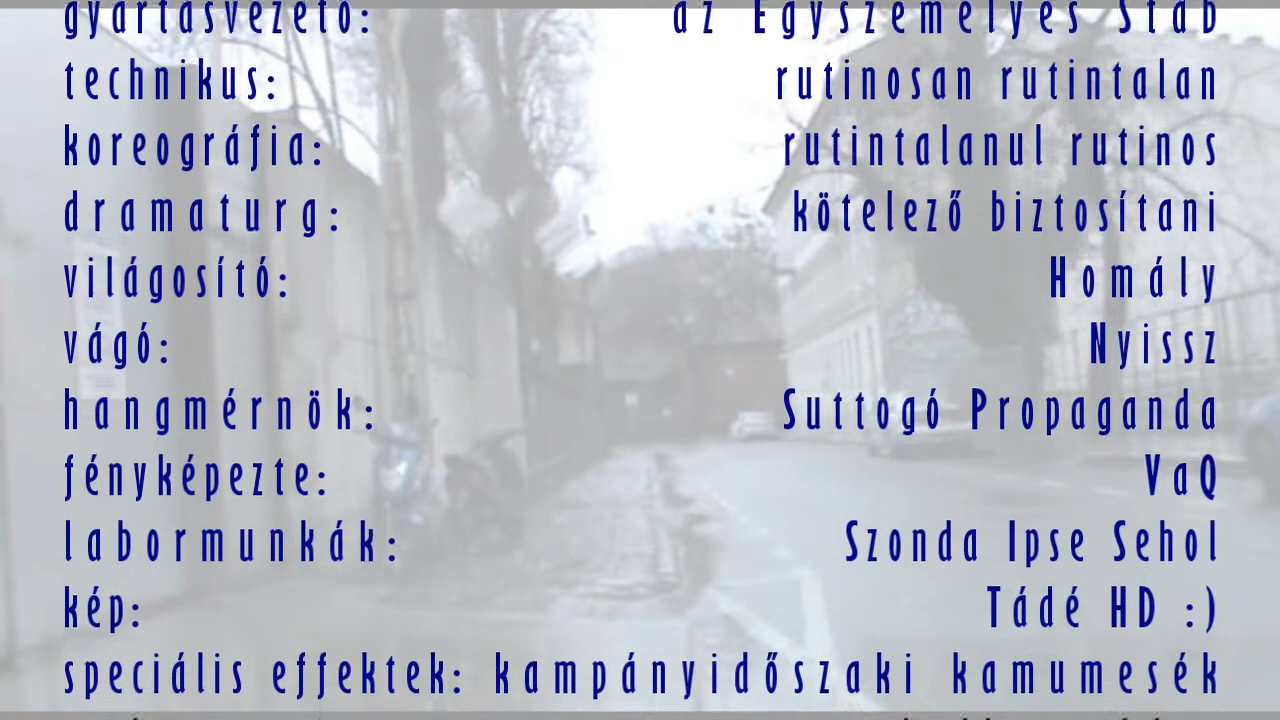 gyártásvezető: az Egyszemélyes Stáb
technikus: rutinosan rutintalan
koreográfia: rutintalanul rutinos
dramaturg: kötelező biztosítani
világosító: Homály
vágó: Nyissz
hangmérnök: Suttogó Propaganda
fényképezte: VaQ
labormunkák: Szonda Ipse Sehol
kép: Tádé HD :)
speciális effektek: kampányidőszaki kamumesék